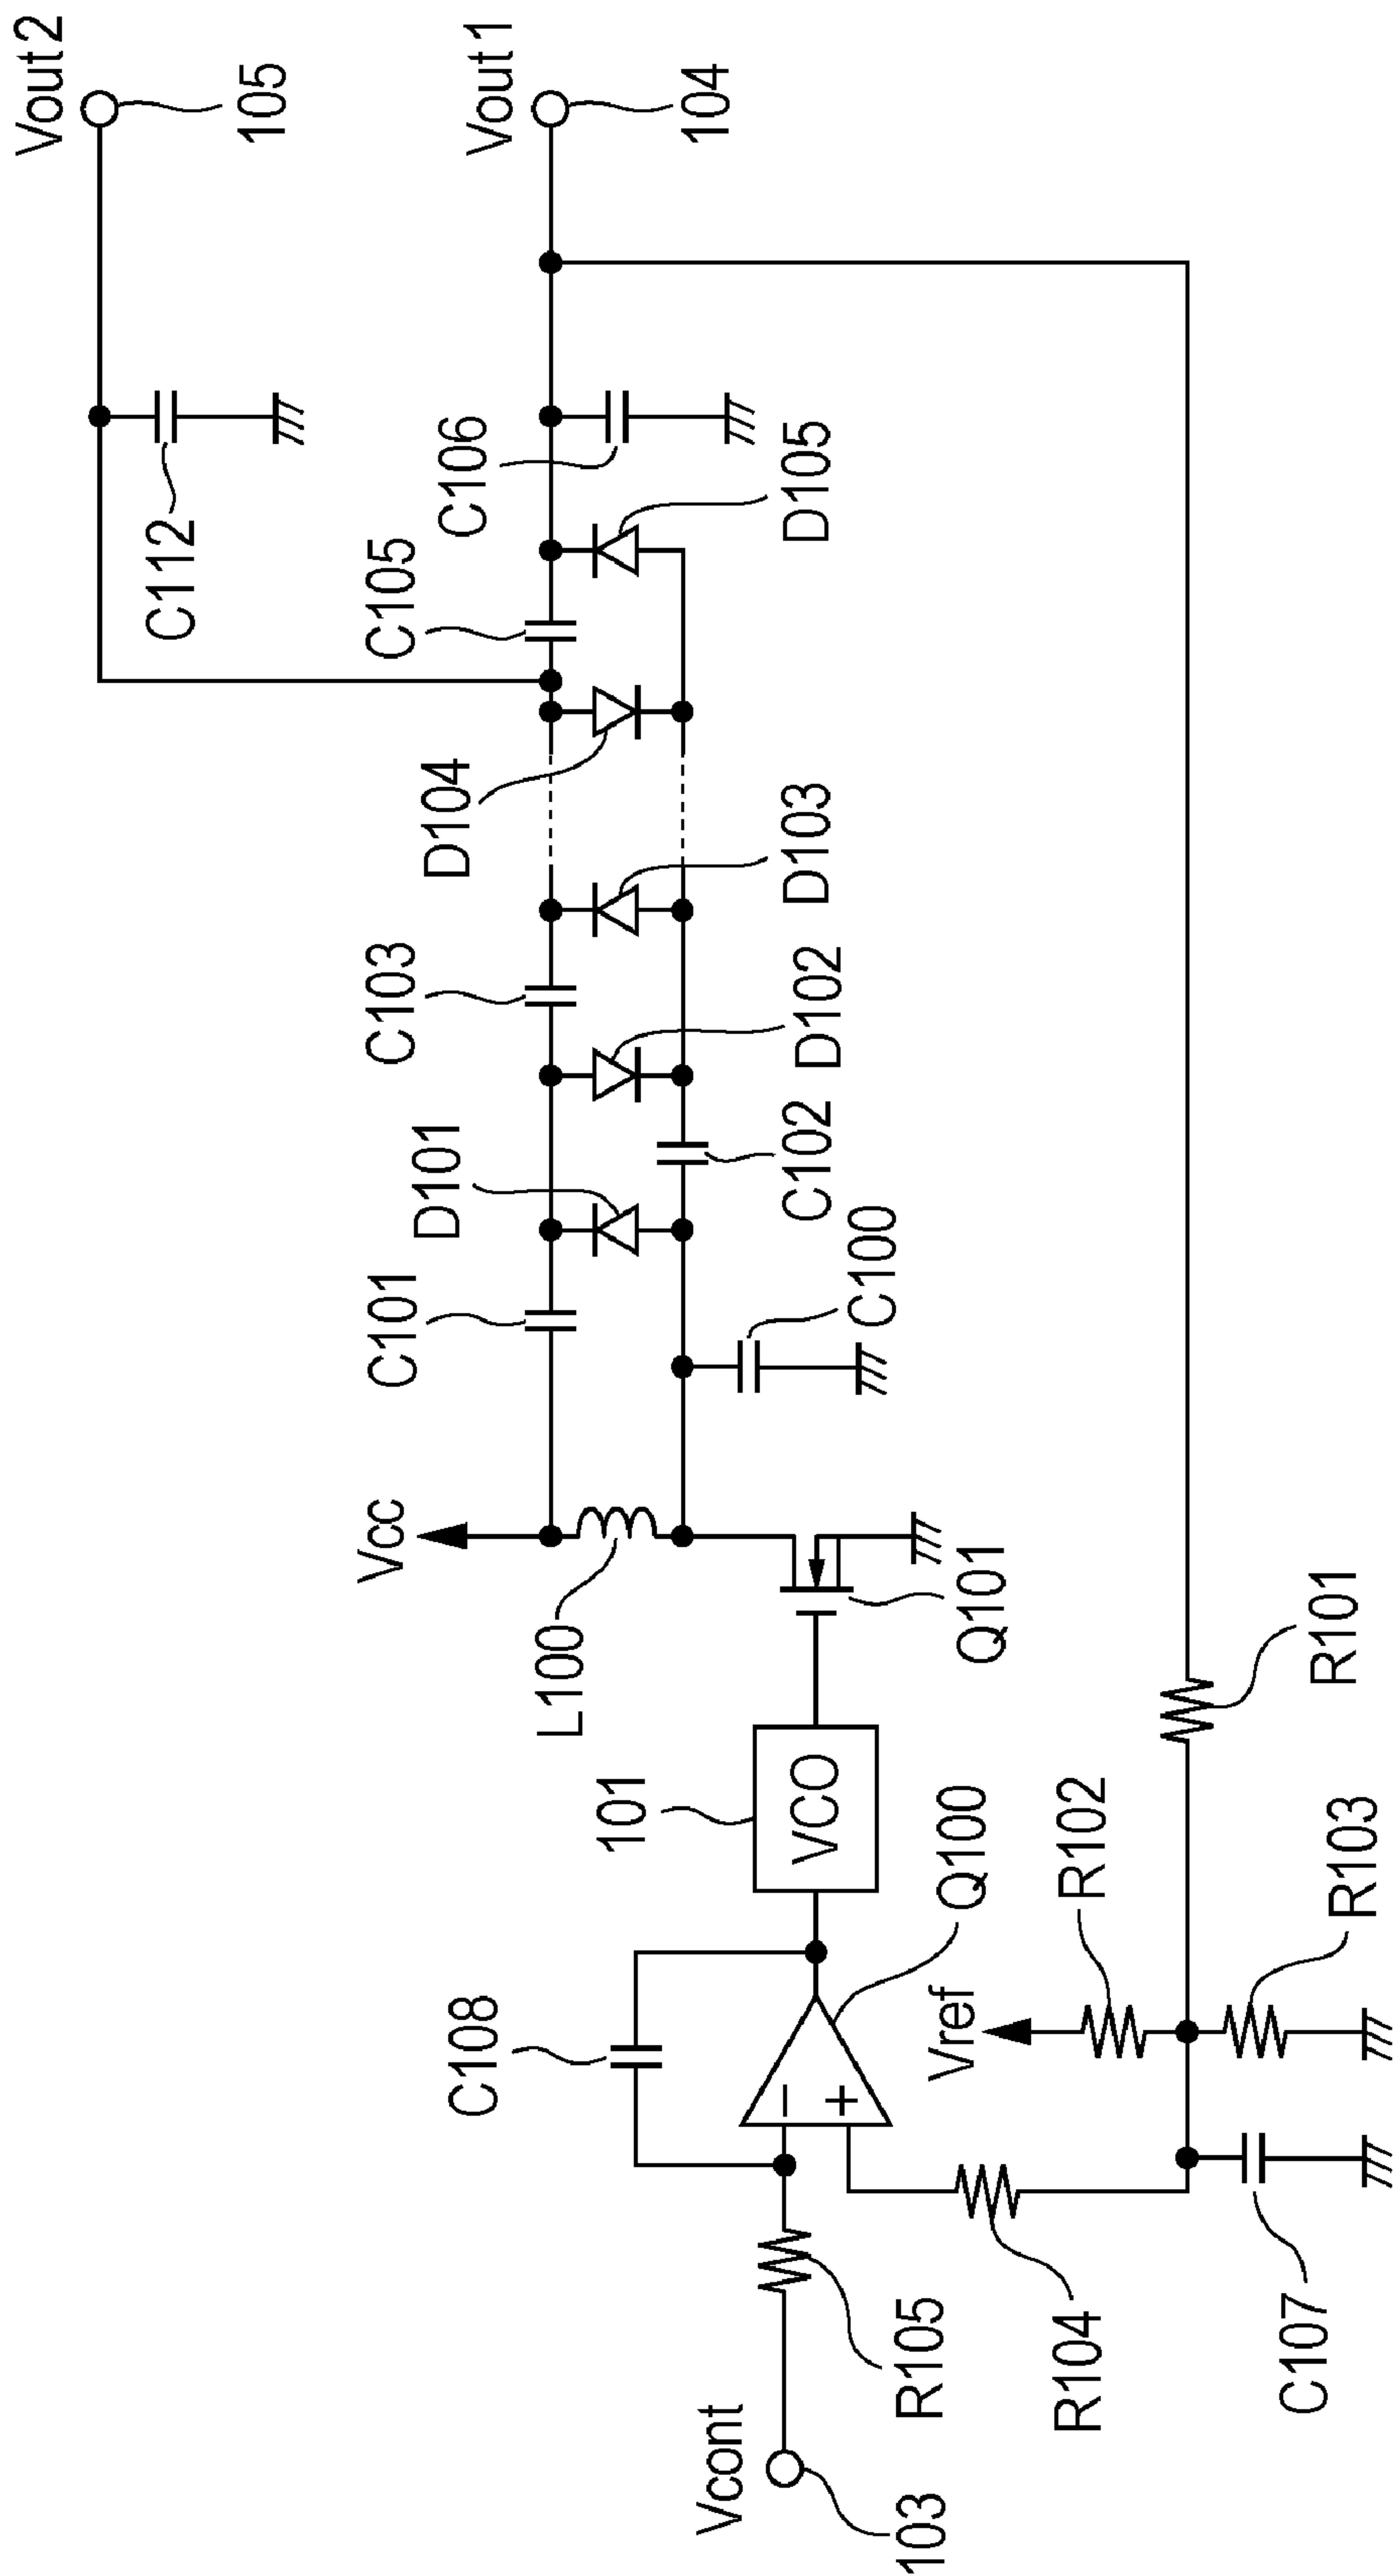 Vout2
105
C112
Vout1
104
C106
C105
D105
D104
D103
C103
D102
D101
C102
C101
C100
Vcc
L100
Q101
101
VCO
Q100
C108
Vref
R102
R101
R103
R105
R104
C107
Vcont
103
−
+